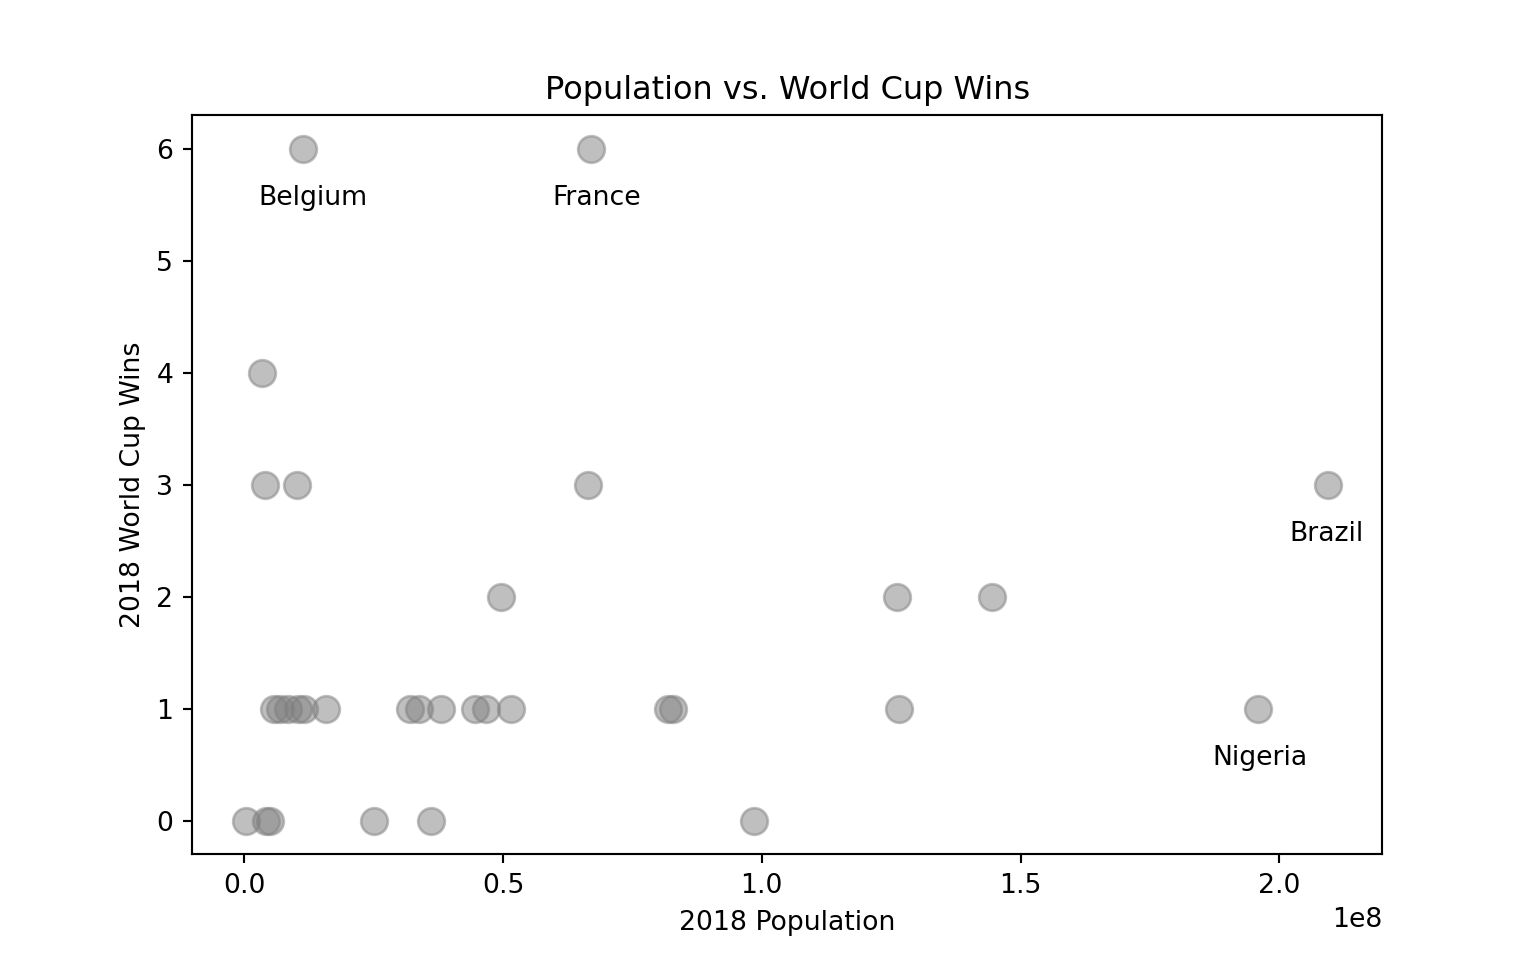 Population vs. World Cup Wins
6
Belgium
France
5
4
3
Brazil
2
1
Nigeria
0
2018 World Cup Wins
0.0 0.5 1.0 1.5 2.0
1e8
2018 Population